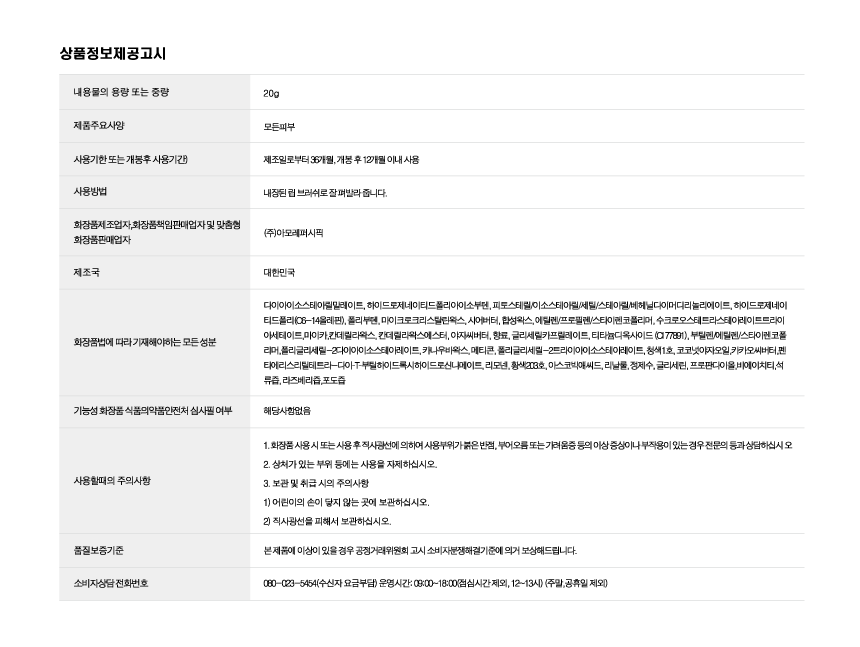 상품정보제공고시
내용물의 용량 또는 중량
20g
제품주요사양
모든피부
사용기한 또는 개봉후 사용기간)
제조일로부터 36개월, 개봉 후 12개월 이내 사용
사용방법
내장된 립 브러쉬로 잘 펴발라 줍니다.
화장품제조업자,화장품책임판매업자 및 맞춤형
화장품판매업자
(주)아모레퍼시픽
제조국
대한민국
화장품법에 따라 기재해야하는 모든 성분
다이아이소스테아릴말레이트, 하이드로제네이티드폴리아이소부텐, 피토스테릴/이소스테아릴/세틸/스테아릴/베헤닐다이머디리놀리에이트, 하이드로제네이
티드폴리(C6-14올레핀), 폴리부텐, 마이크로크리스탈린왁스, 시어버터, 합성왁스, 에틸렌/프로필렌/스타이렌코폴리머, 수크로오스테트라스테아레이트트라이
아세테이트,마이카,칸데릴라왁스, 칸데릴라왁스에스터, 야자씨버터, 향료, 글리세릴카프릴레이트, 티타늄디옥사이드 (CI 77891), 부틸렌/에틸렌/스타이렌코폴
리머,폴리글리세릴-2다이아이소스테아레이트, 카나우바왁스, 메티콘, 폴리글리세릴-2트라이아이소스테아레이트, 청색1호, 코코넛야자오일,카카오씨버터,펜
타에리스리틸테트라-다이-T-부틸하이드록시하이드로신나메이트, 리모넨, 황색203호, 아스코빅애씨드, 리날룰, 정제수, 글리세린, 프로판다이올,비에이치티,석
류즙, 라즈베리즙,포도즙
기능성 화장품 식품의약품안전처 심사필 여부
해당사항없음
사용할때의 주의사항
1. 화장품 사용 시 또는 사용 후 직사광선에 의하여 사용부위가 붉은 반점, 부어오름 또는 가려움증 등의 이상 증상이나 부작용이 있는 경우 전문의 등과 상담하십시 오
2. 상처가 있는 부위 등에는 사용을 자제하십시오.
3. 보관 및 취급 시의 주의사항
1) 어린이의 손이 닿지 않는 곳에 보관하십시오.
2) 직사광선을 피해서 보관하십시오.
품질보증기준
본 제품에 이상이 있을 경우 공정거래위원회 고시 소비자분쟁해결기준에 의거 보상해드립니다.
소비자상담 전화번호
080-023-5454(수신자 요금부담) 운영시간: 09:00~18:00(점심시간 제외, 12~13시) (주말,공휴일 제외)